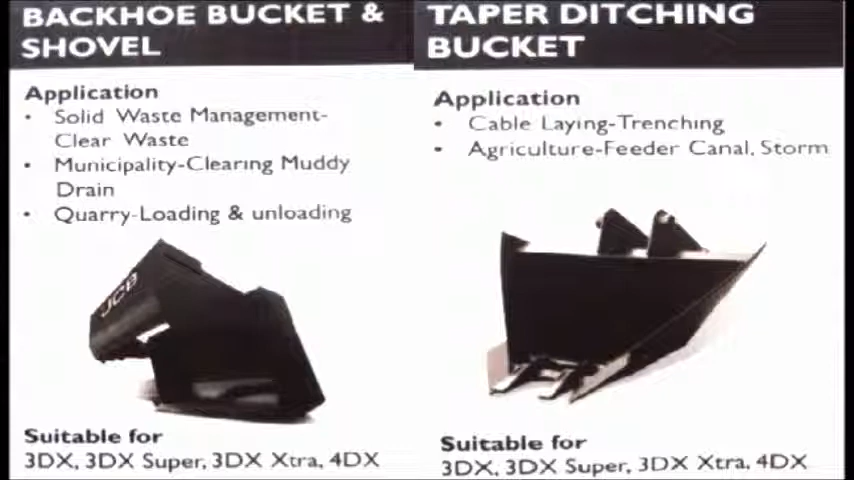 BACKHOE BUCKET &
SHOVEL
Application
• Solid Waste Management-
Clear Waste
• Municipality-Clearing Muddy
Drain
• Quarry-Loading & unloading
JCB
Suitable for
3DX, 3DX Super, 3DX Xtra, 4DX
TAPER DITCHING
BUCKET
Application
• Cable Laying-Trenching
• Agriculture-Feeder Canal, Storm
Suitable for
3DX, 3DX Super, 3DX Xtra, 4DX